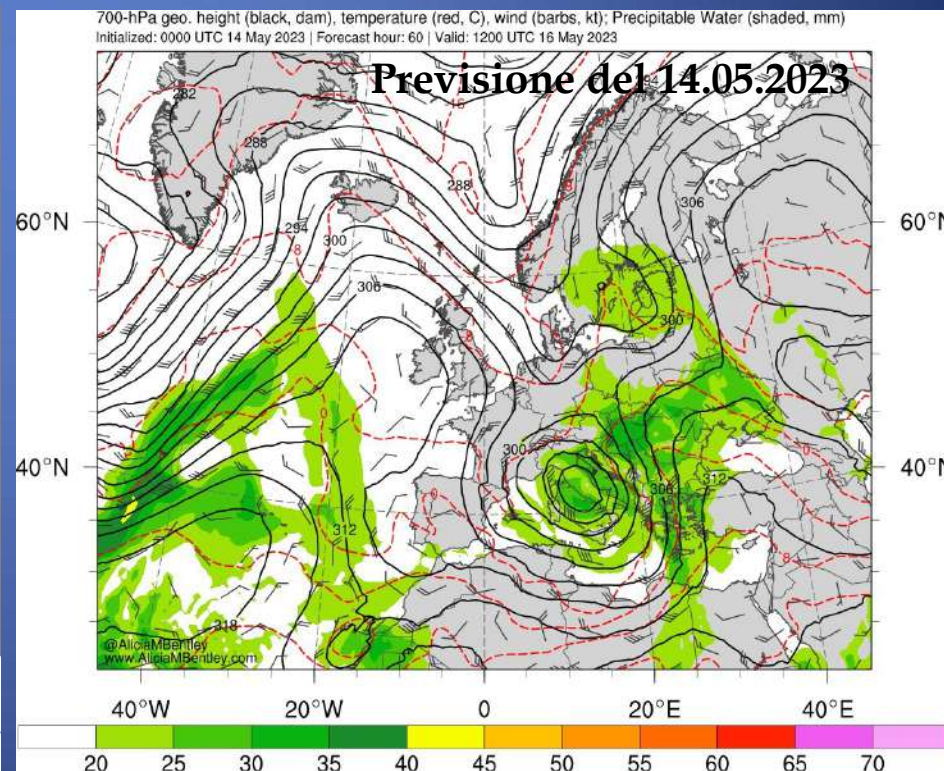 700-hPa geo. height (black, dam), temperature (red, C), wind (barbs, kt); Precipitable Water (shaded, mm)
Initialized: 0000 UTC 14 May 2023 | Forecast hour: 60 | Valid: 1200 UTC 16 May 2023
Previsione del 14.05.2023
282
288
288
294
300
306
306
300
300
306
312
312
318
60°N
60°N
40°N
40°N
@AliciaMBentley
www.AliciaMBentley.com
40°W 20°W 0 20°E 40°E
20 25 30 35 40 45 50 55 60 65 70